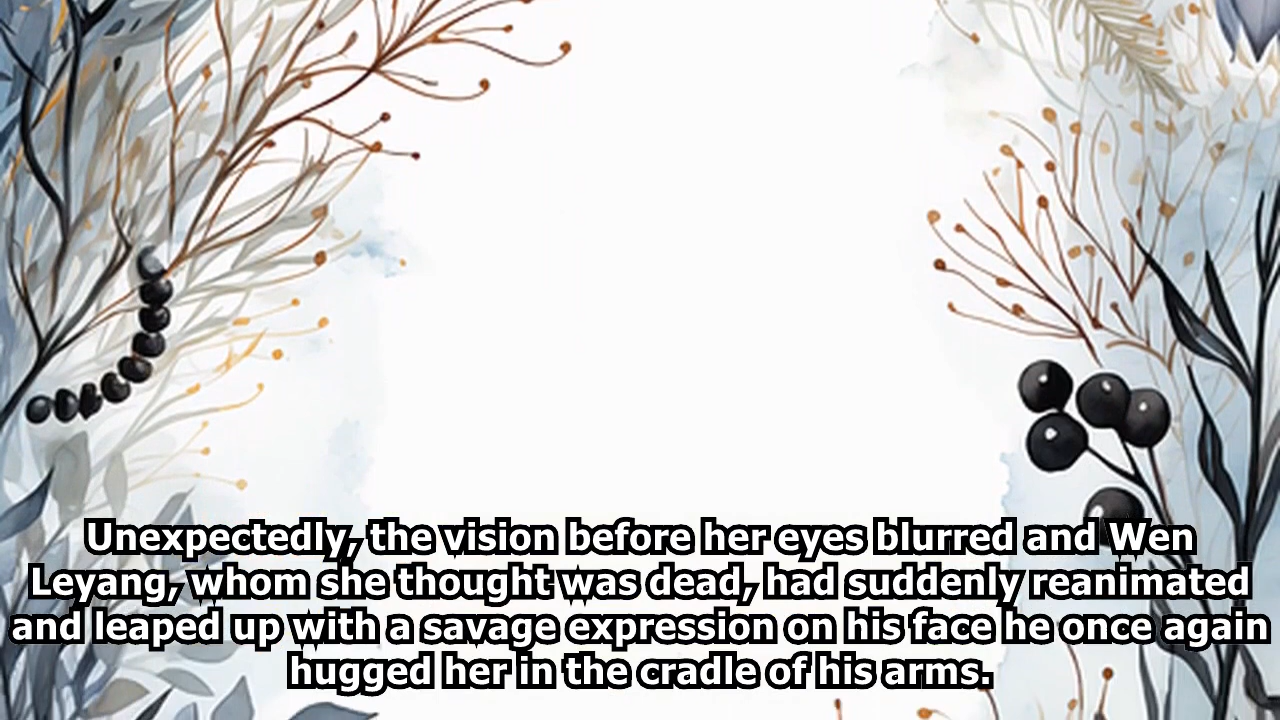 Unexpectedly, the vision before her eyes blurred and Wen
Leyang, whom she thought was dead, had suddenly reanimated
and leaped up with a savage expression on his face he once again
hugged her in the cradle of his arms.